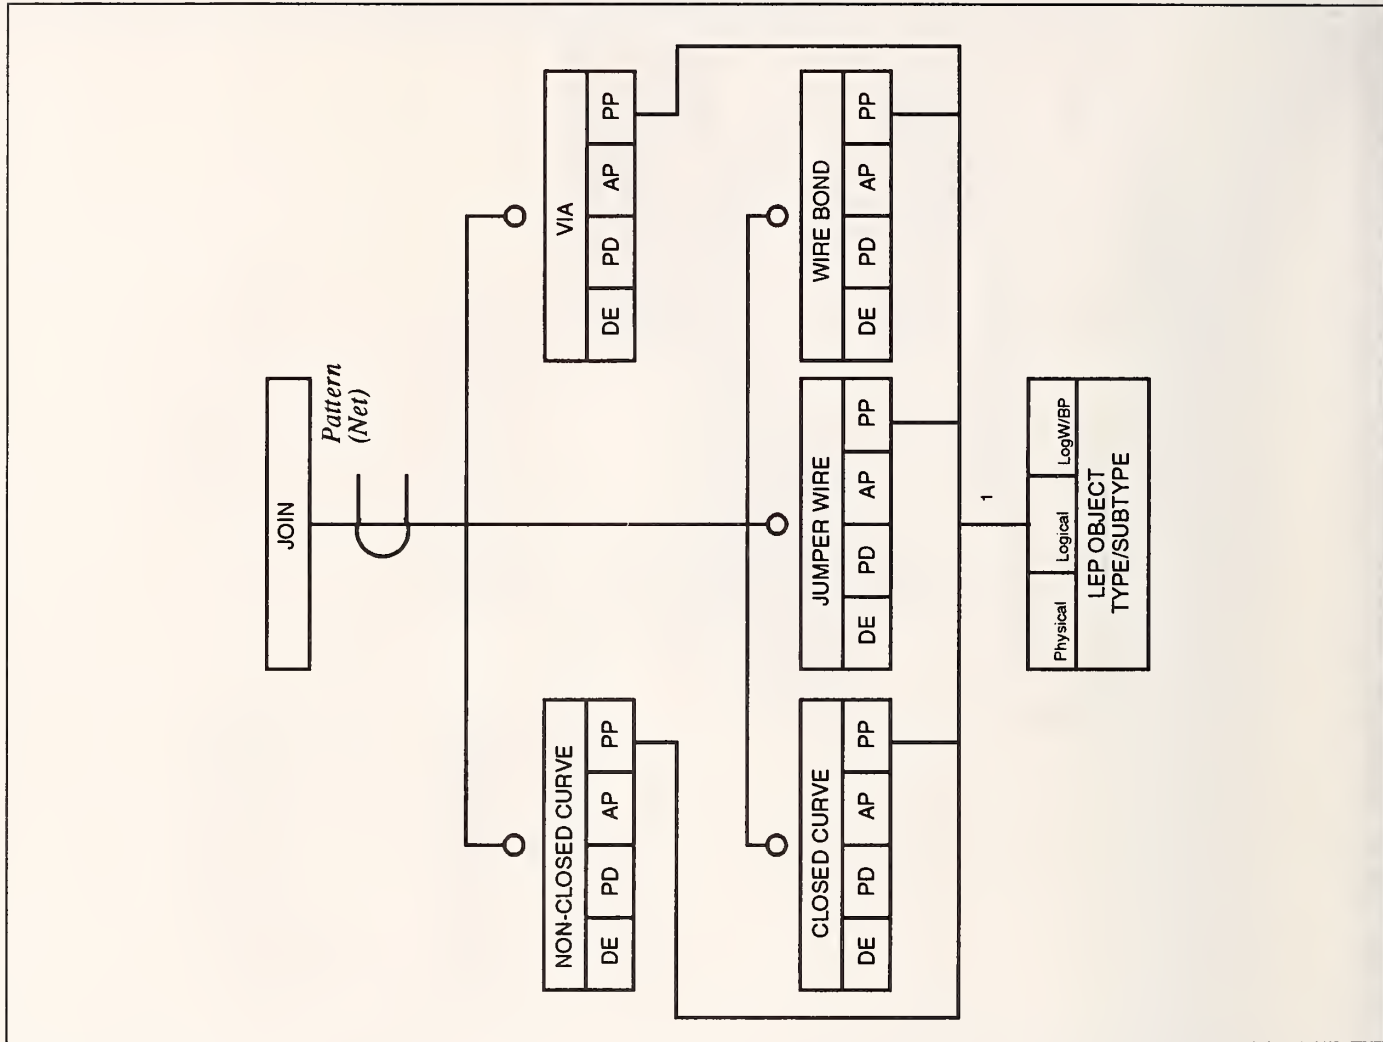 JOIN
Pattern
(Net)
NON-CLOSED CURVE
DE PD AP PP
VIA
DE PD AP PP
CLOSED CURVE
DE PD AP PP
JUMPER WIRE
DE PD AP PP
WIRE BOND
DE PD AP PP
1
Physical Logical LogW/BP
LEP OBJECT
TYPE/SUBTYPE